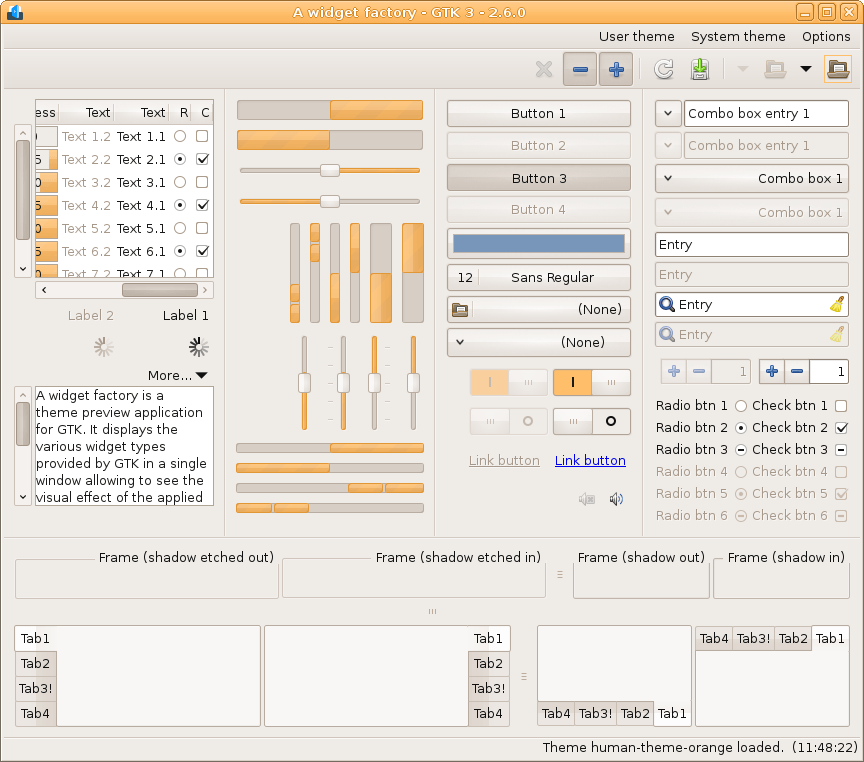 A widget factory - GTK 3 - 2.6.0
User theme System theme Options
ess Text Text R C
Text 1.2 Text 1.1
Text 2.2 Text 2.1
Text 3.2 Text 3.1
Text 4.2 Text 4.1
Text 5.2 Text 5.1
Text 6.2 Text 6.1
Text 7.2 Text 7.1
Label 2 Label 1
More...
A widget factory is a
theme preview application
for GTK. It displays the
various widget types
provided by GTK in a single
window allowing to see the
visual effect of the applied
Button 1
Button 2
Button 3
Button 4
12 Sans Regular
(None)
(None)
Link button Link button
Combo box entry 1
Combo box entry 1
Combo box 1
Combo box 1
Entry
Entry
Entry
Entry
1 1
Radio btn 1 Check btn 1
Radio btn 2 Check btn 2
Radio btn 3 Check btn 3
Radio btn 4 Check btn 4
Radio btn 5 Check btn 5
Radio btn 6 Check btn 6
Frame (shadow etched out) Frame (shadow etched in) Frame (shadow out) Frame (shadow in)
Tab1
Tab2
Tab3!
Tab4
Tab1
Tab2
Tab3!
Tab4
Tab4 Tab3! Tab2 Tab1
Tab4 Tab3! Tab2 Tab1
Theme human-theme-orange loaded. (11:48:22)